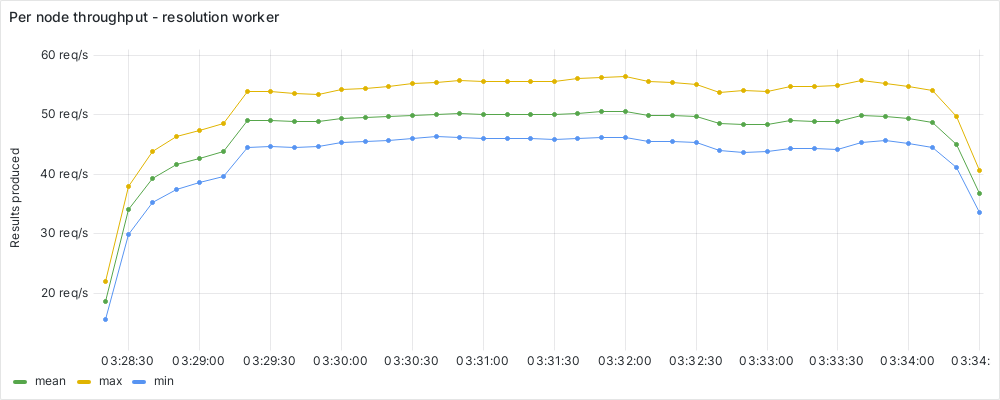 Per node throughput - resolution worker
60 req/s
50 req/s
40 req/s
30 req/s
20 req/s
Results produced
03:28:30 03:29:00 03:29:30 03:30:00 03:30:30 03:31:00 03:31:30 03:32:00 03:32:30 03:33:00 03:33:30 03:34:00 03:34:
mean max min